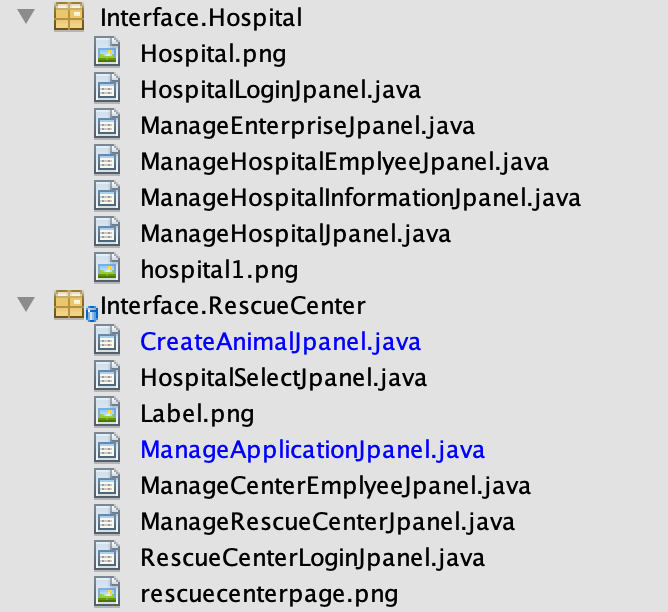 Interface.Hospital
Hospital.png
HospitalLoginJpanel.java
ManageEnterpriseJpanel.java
ManageHospitalEmplyeeJpanel.java
ManageHospitalInformationJpanel.java
ManageHospitalJpanel.java
hospital1.png
Interface.RescueCenter
CreateAnimalJpanel.java
HospitalSelectJpanel.java
Label.png
ManageApplicationJpanel.java
ManageCenterEmplyeeJpanel.java
ManageRescueCenterJpanel.java
RescueCenterLoginJpanel.java
rescuecenterpage.png